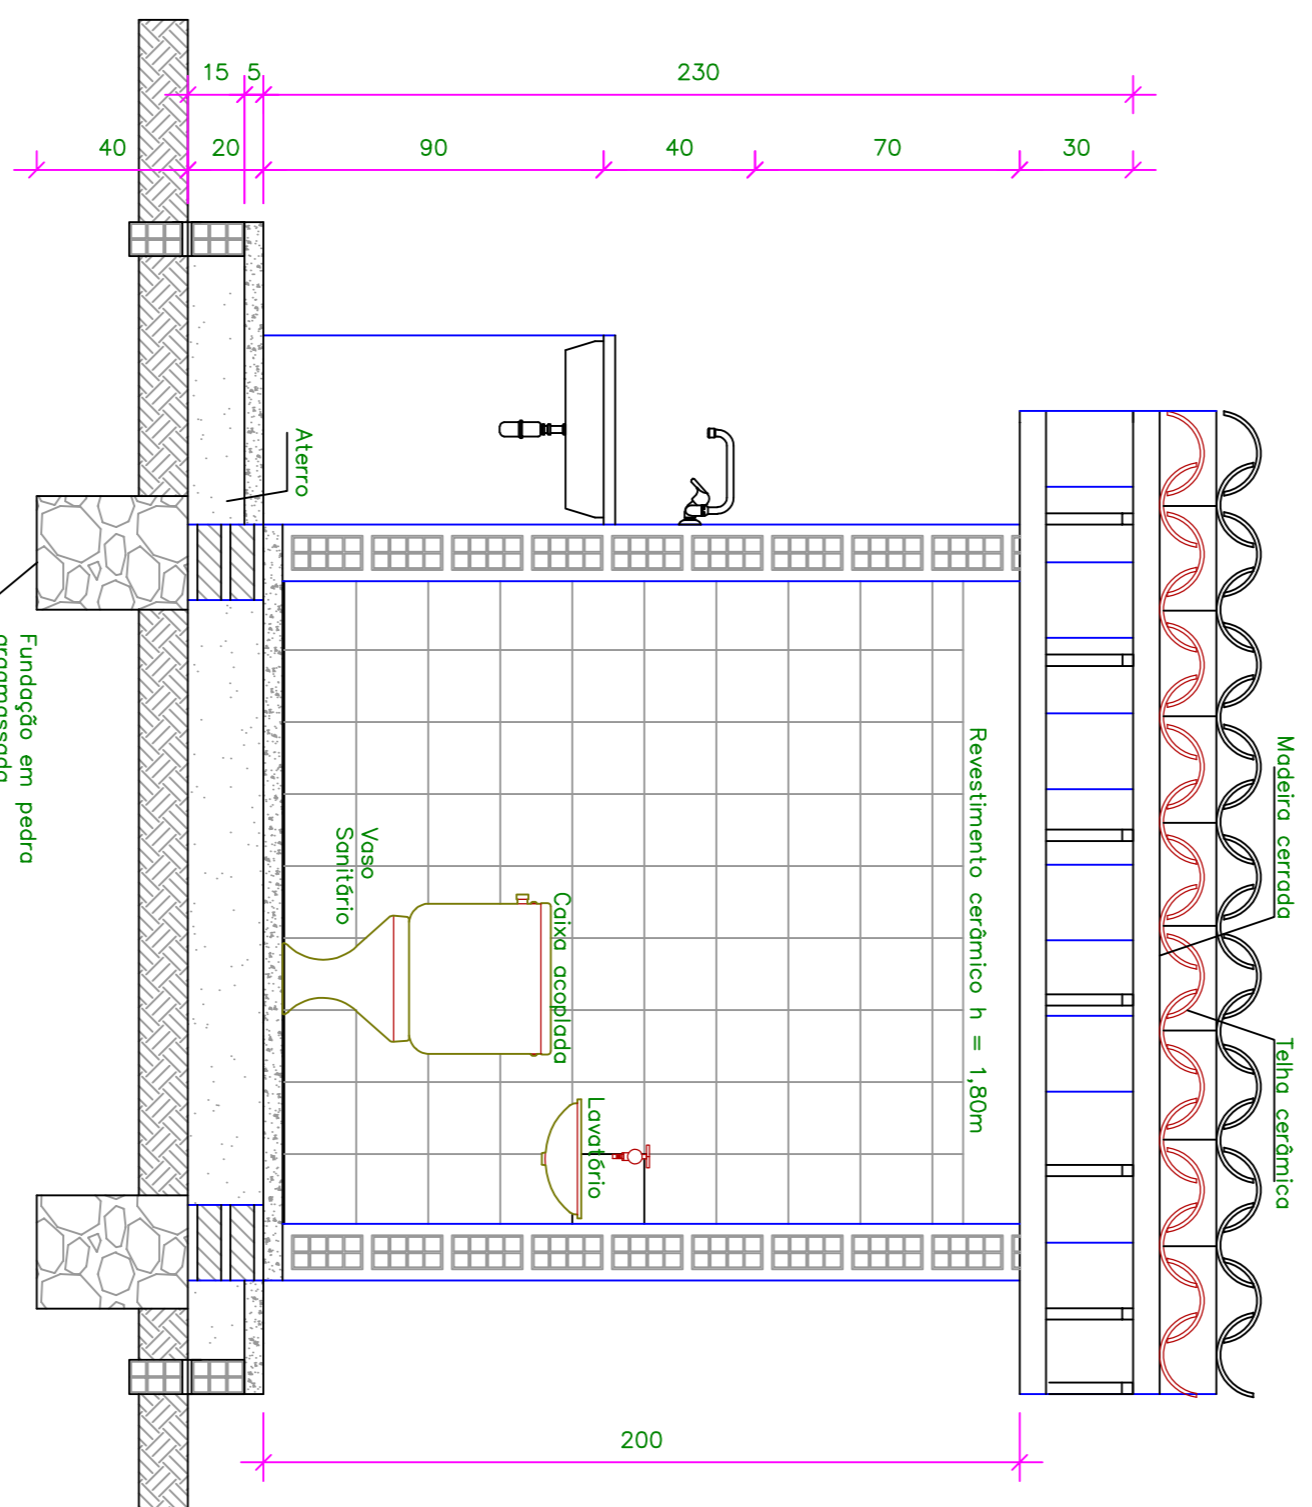 15
5
230
40
20
90
40
70
30
Aterro
Madeira cerrada
Telha cerâmica
Revestimento cerâmico h = 1,80m
Vaso
Sanitário
Caixa acoplada
Lavatório
Fundação em pedra
argamassada
200